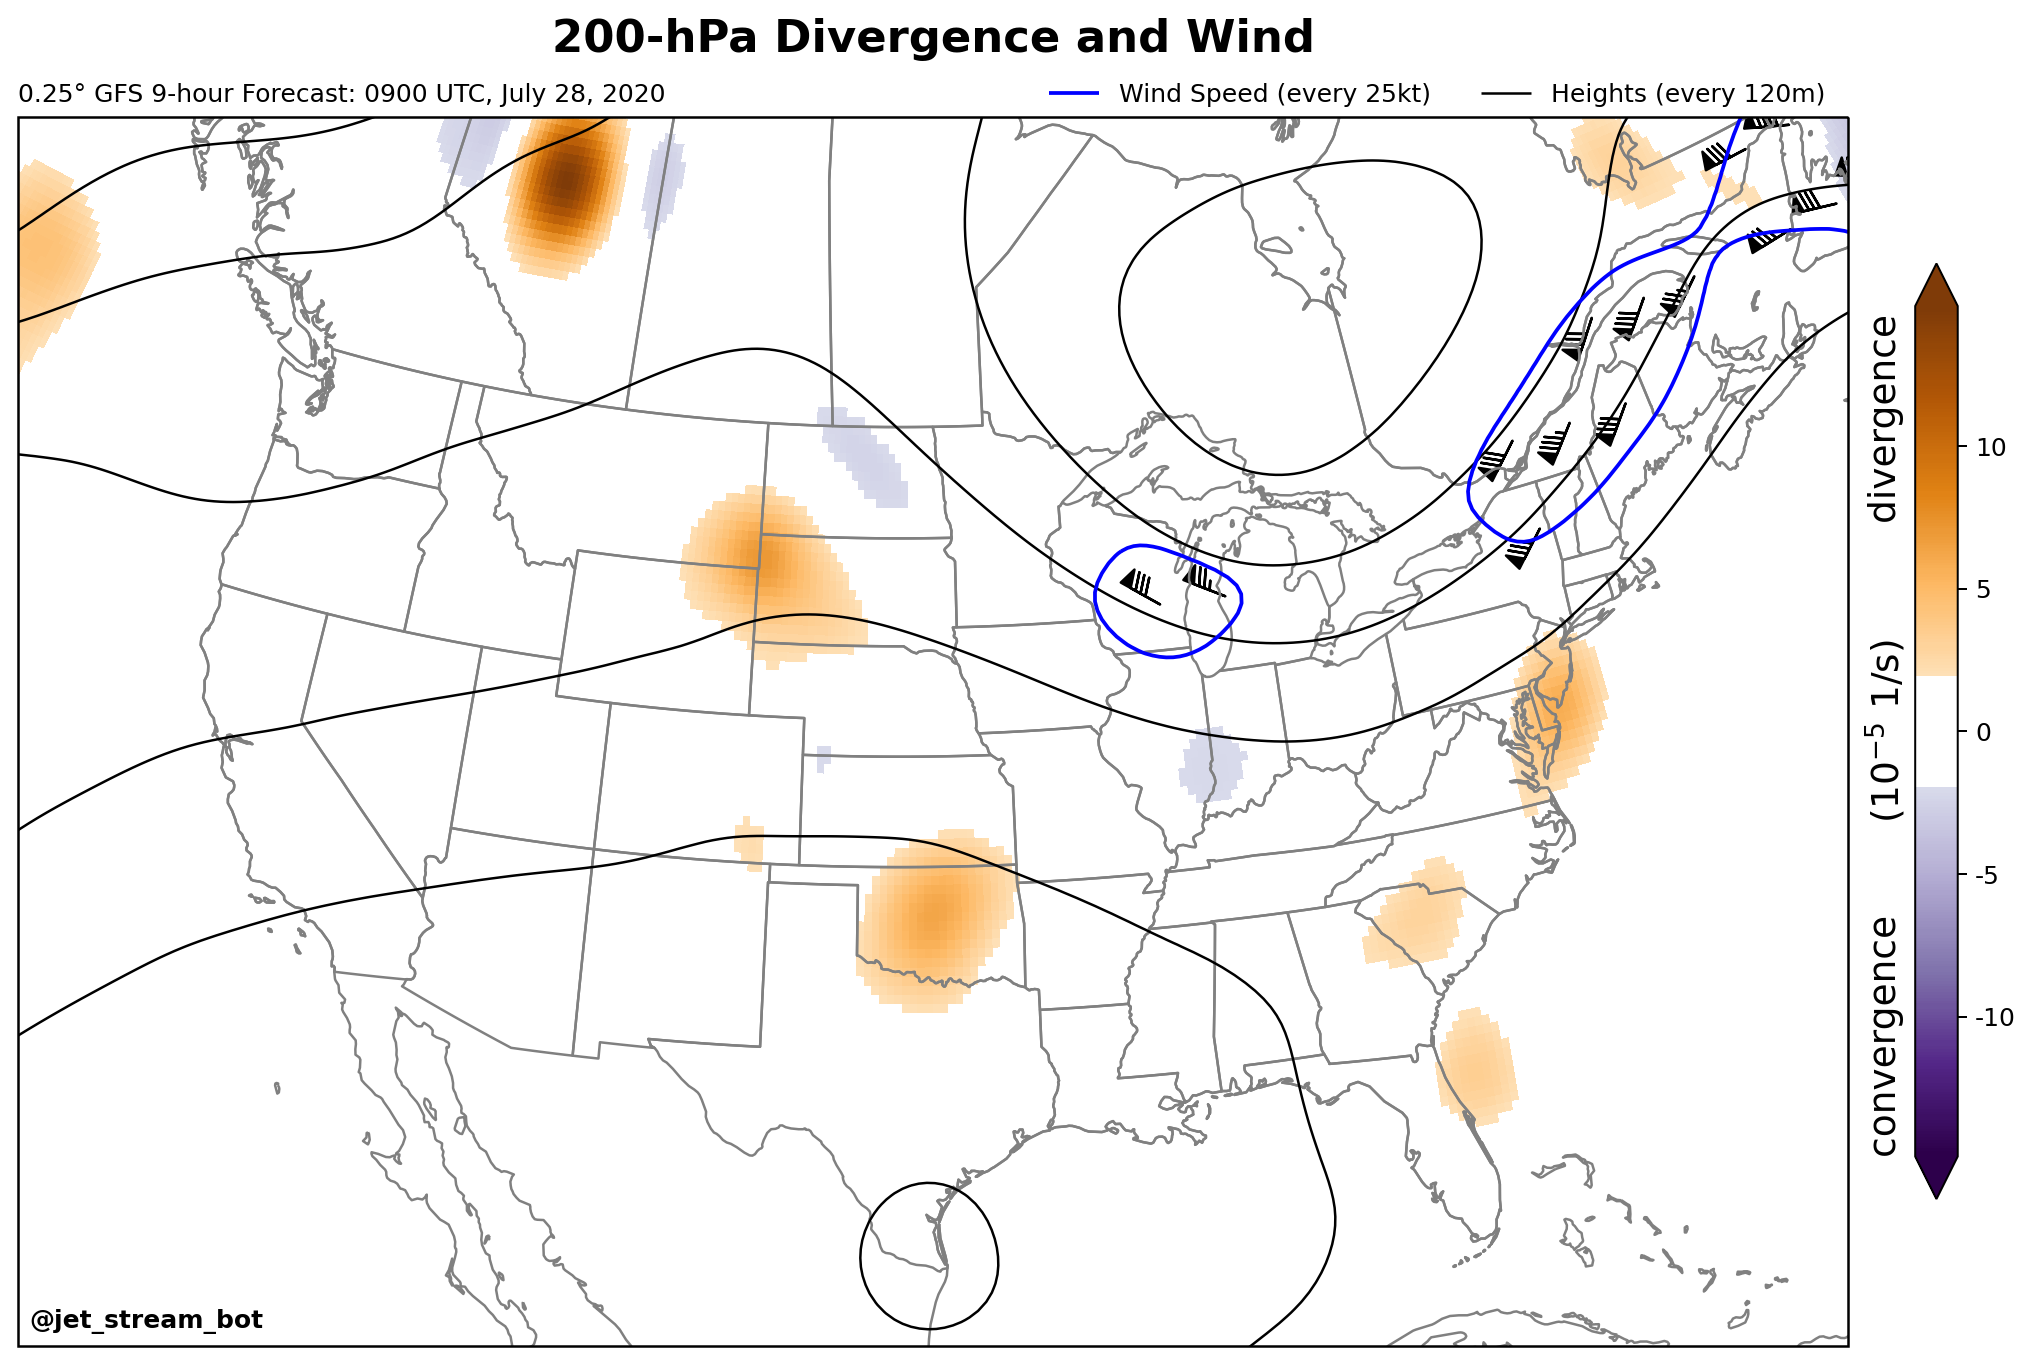 200-hPa Divergence and Wind
0.25° GFS 9-hour Forecast: 0900 UTC, July 28, 2020
Wind Speed (every 25kt)
Heights (every 120m)
divergence
(10⁻⁵ 1/s)
convergence
10
5
0
-5
-10
@jet_stream_bot